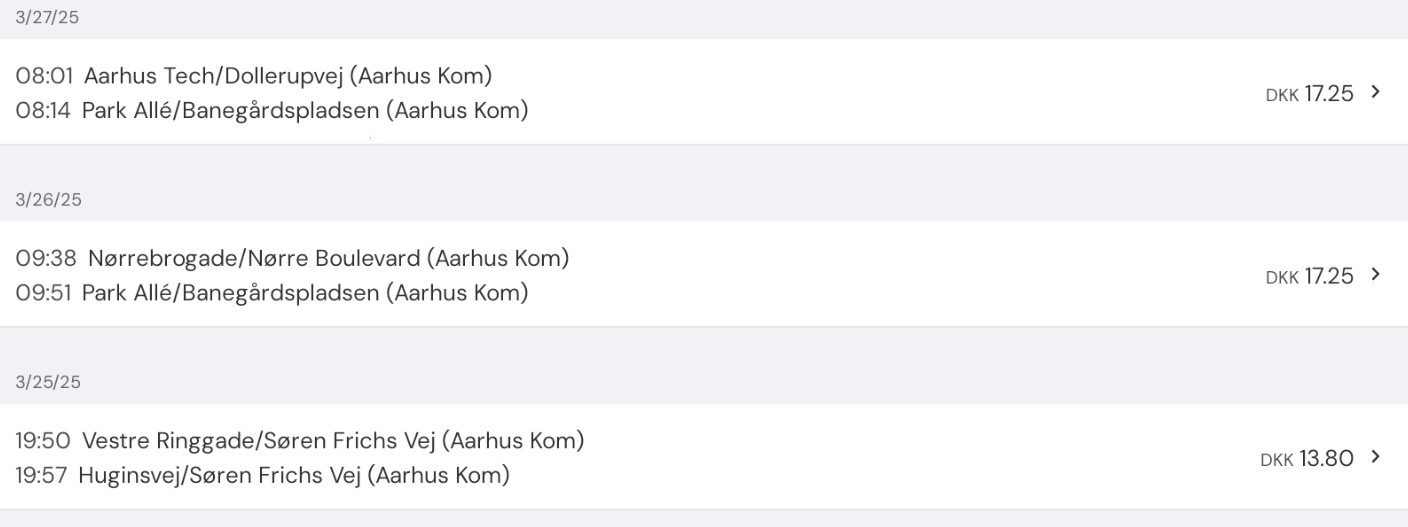 3/27/25
08:01 Aarhus Tech/Dollerupvej (Aarhus Kom)
08:14 Park Allé/Banegårdspladsen (Aarhus Kom)
DKK 17.25
3/26/25
09:38 Nørrebrogade/Nørre Boulevard (Aarhus Kom)
09:51 Park Allé/Banegårdspladsen (Aarhus Kom)
DKK 17.25
3/25/25
19:50 Vestre Ringgade/Søren Frichs Vej (Aarhus Kom)
19:57 Huginsvej/Søren Frichs Vej (Aarhus Kom)
DKK 13.80